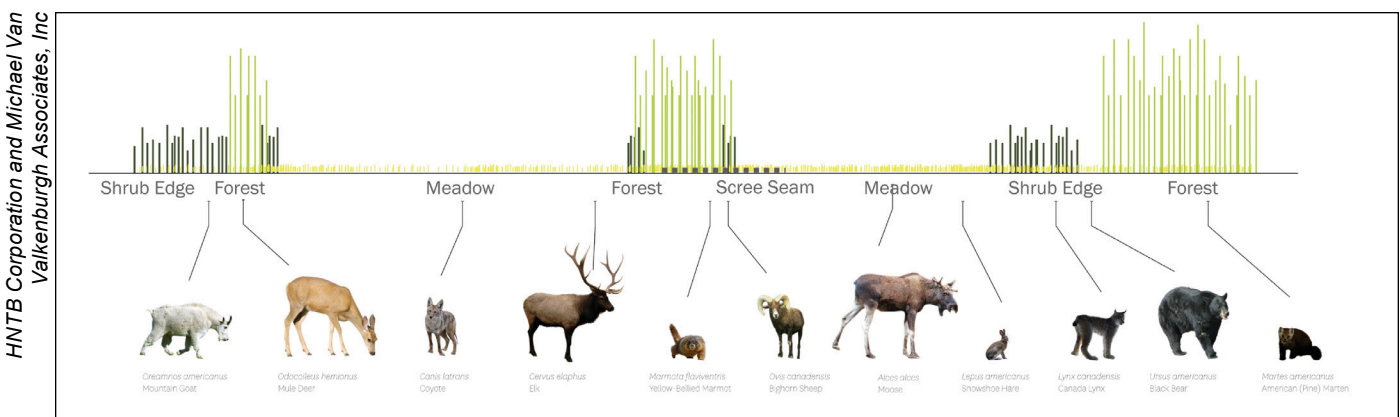 HNTB Corporation and Michael Van
Valkenburgh Associates, Inc
Shrub Edge Forest Meadow Forest Scree Seam Meadow Shrub Edge Forest
Oreamnos americanus
Mountain Goat
Odocoileus hemionus
Mule Deer
Canis latrans
Coyote
Cervus elaphus
Elk
Marmota flaviventris
Yellow-Bellied Marmot
Ovis canadensis
Bighorn Sheep
Alces alces
Moose
Lepus americanus
Snowshoe Hare
Lynx canadensis
Canada Lynx
Ursus americanus
Black Bear
Martes americanus
American (Pine) Marten